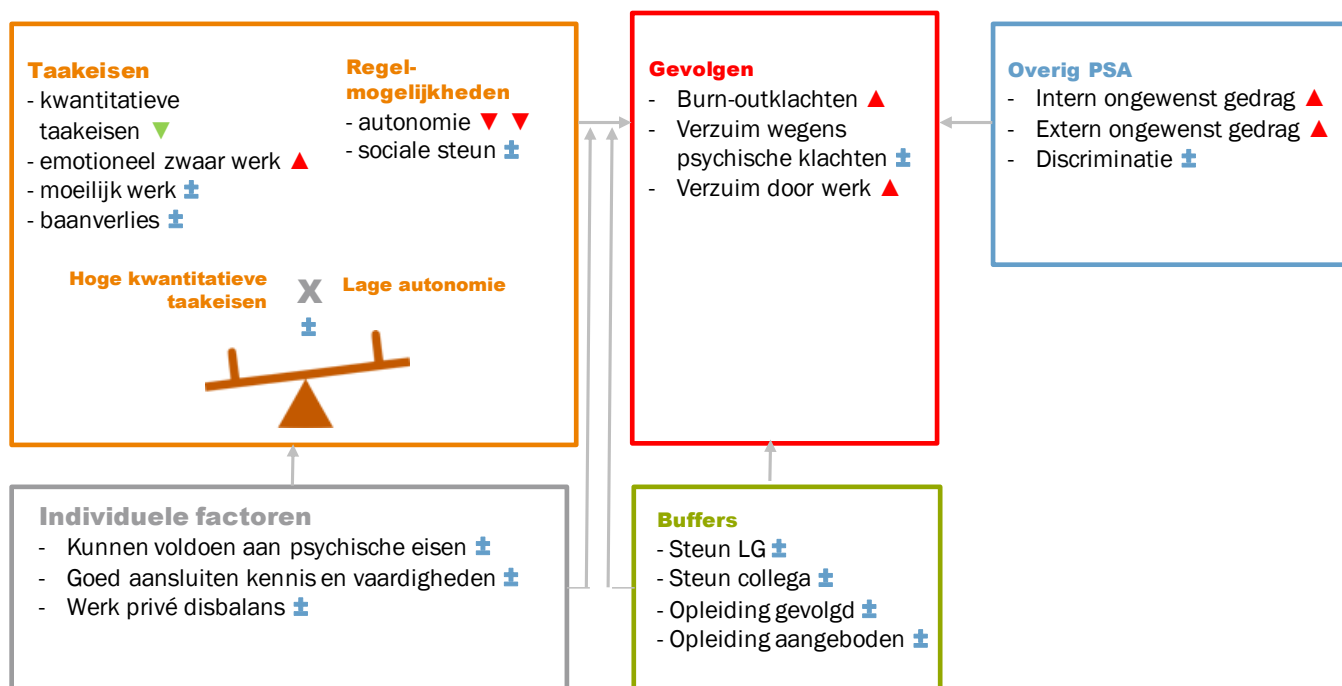 Taakeisen
- kwantitatieve
taakeisen ▼
- emotioneel zwaar werk ▲
- moeilijk werk ±
- baanverlies ±
Regel-
mogelijkheden
- autonomie ▼ ▼
- sociale steun ±
Hoge kwantitatieve
taakeisen
X
±
Lage autonomie
Gevolgen
- Burn-outklachten ▲
- Verzuim wegens
psychische klachten ±
- Verzuim door werk ▲
Overig PSA
- Intern ongewenst gedrag ▲
- Extern ongewenst gedrag ▲
- Discriminatie ±
Individuele factoren
- Kunnen voldoen aan psychische eisen ±
- Goed aansluiten kennis en vaardigheden ±
- Werk privé disbalans ±
Buffers
- Steun LG ±
- Steun collega ±
- Opleiding gevolgd ±
- Opleiding aangeboden ±